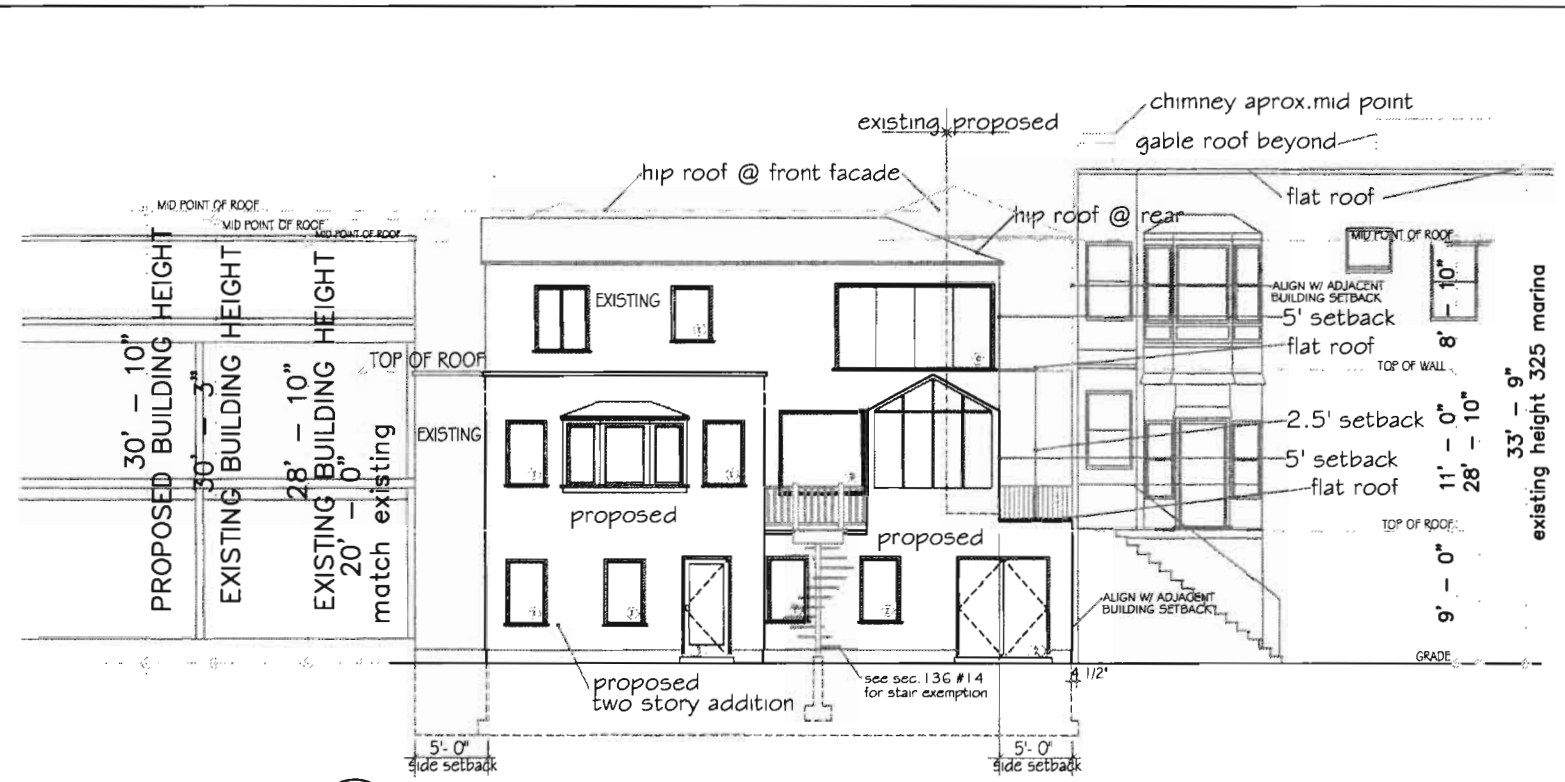 chimney aprox.mid point
existing proposed
gable roof beyond
hip roof @ front facade
flat roof
MID POINT OF ROOF
MID POINT OF ROOF
MID POINT OF ROOF
hip roof @ rear
MID POINT OF ROOF
30' - 10"
PROPOSED BUILDING HEIGHT
30' - 3"
EXISTING BUILDING HEIGHT
28' - 10"
EXISTING BUILDING HEIGHT
20' - 0"
match existing
EXISTING
ALIGN W/ ADJACENT
BUILDING SETBACK
5' setback
flat roof
TOP OF ROOF
TOP OF WALL
8' - 10"
EXISTING
2.5' setback
5' setback
flat roof
11' - 0"
28' - 10"
33' - 9"
existing height 325 marina
proposed
proposed
TOP OF ROOF
9' - 0"
ALIGN W/ ADJACENT
BUILDING SETBACK
GRADE
proposed
two story addition
see sec. 136 #14
for stair exemption
4 1/2"
5'- 0"
side setback
5'- 0"
side setback